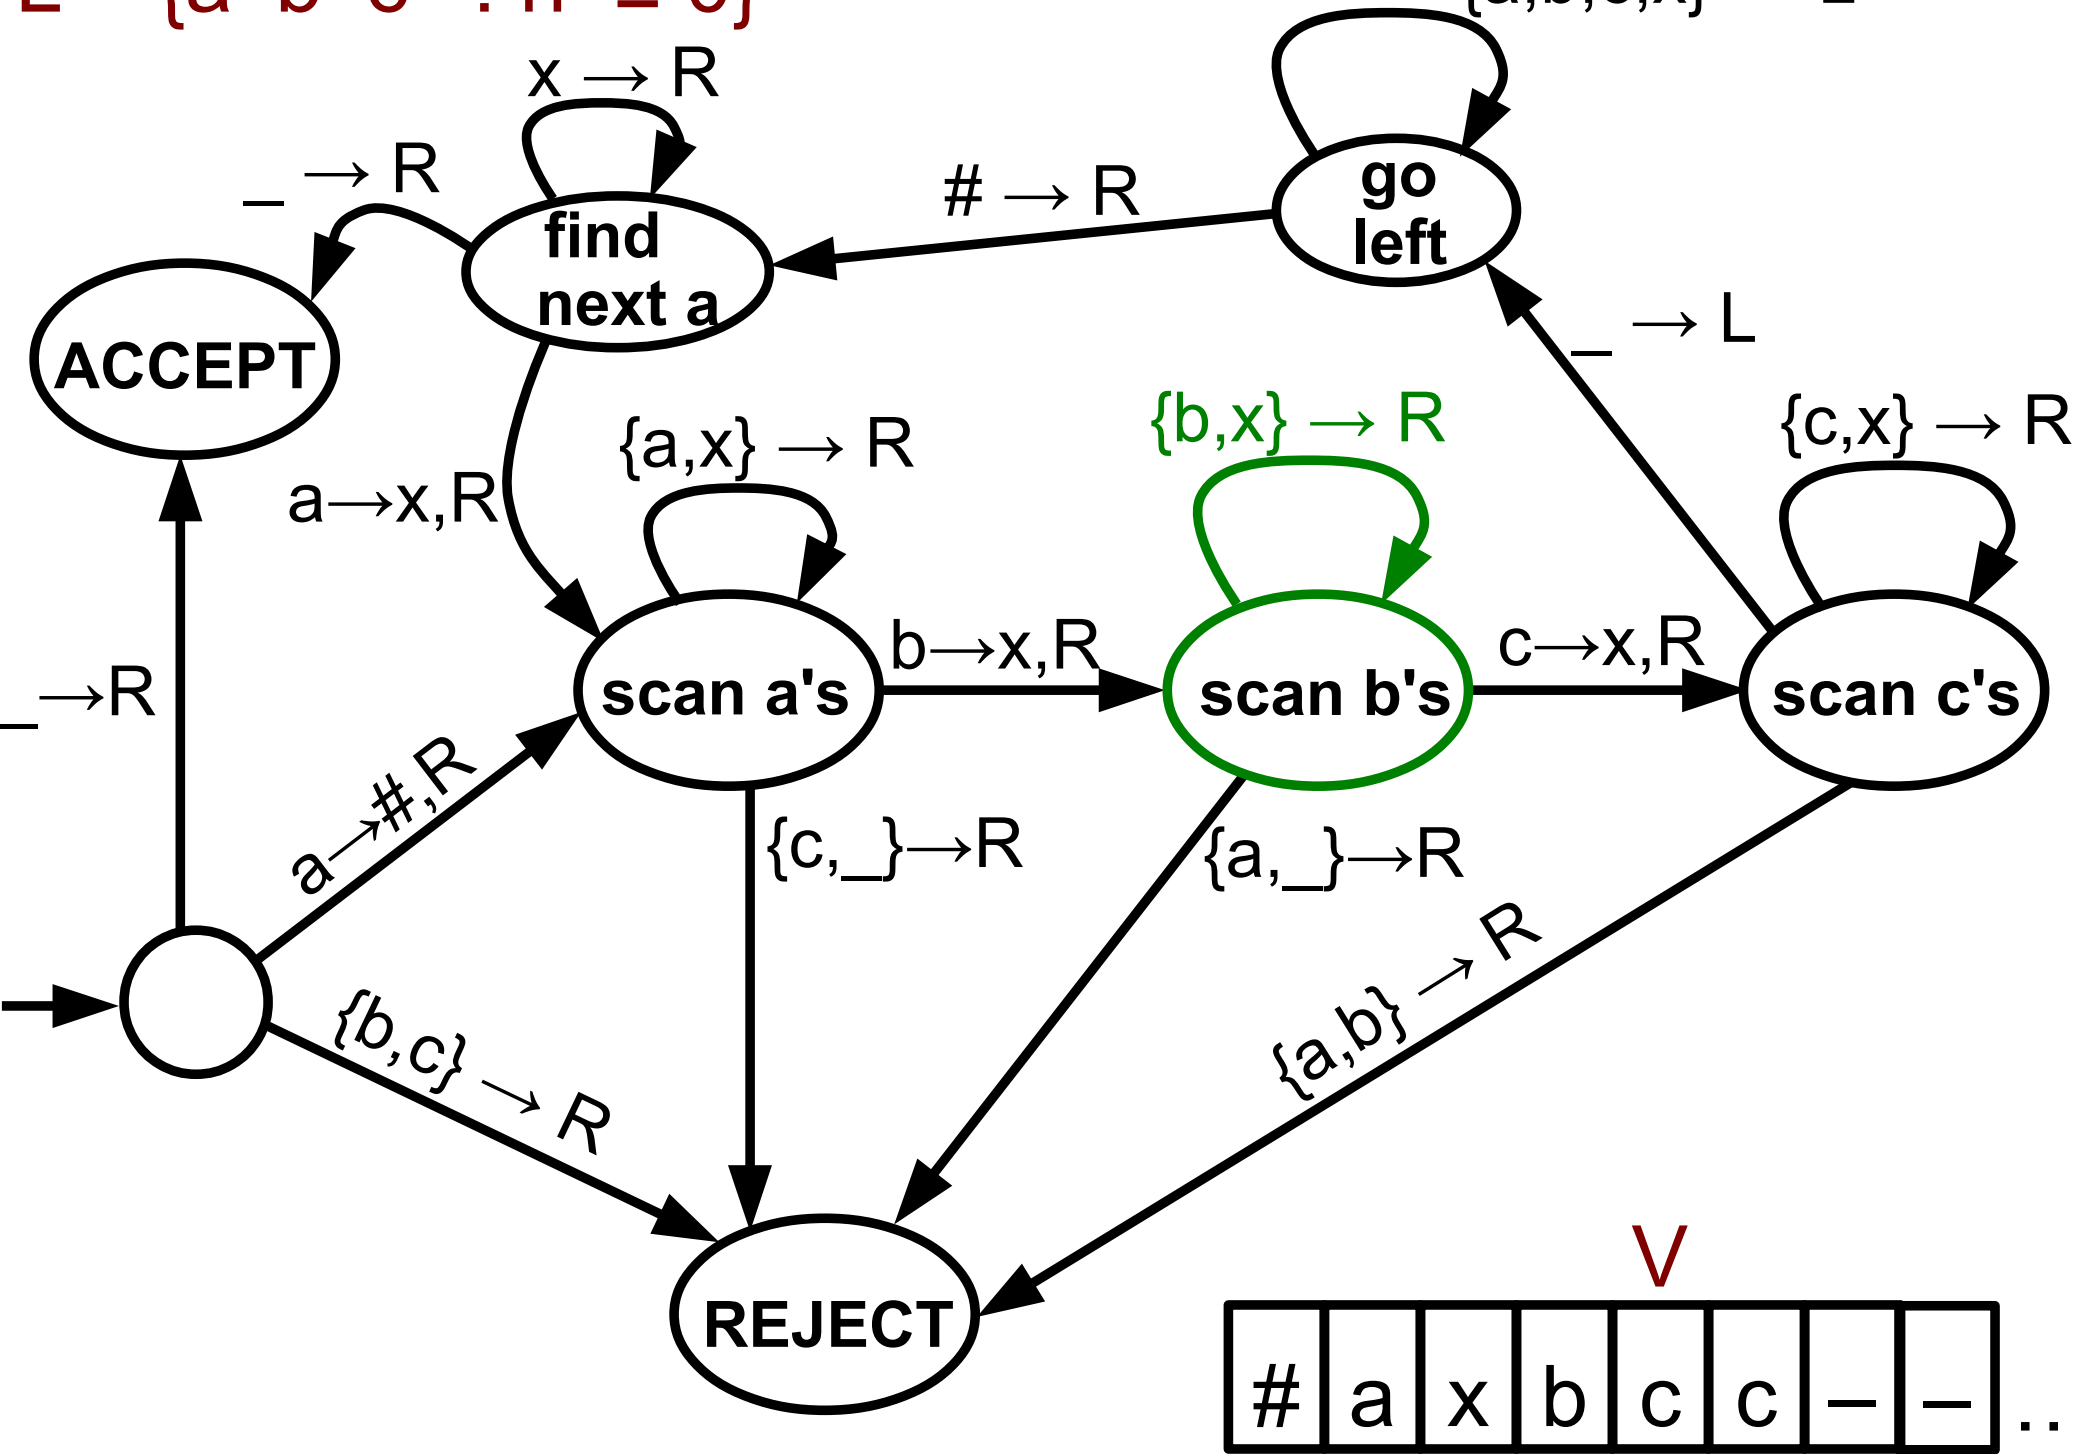 x → R
_ → R
# → R
find
next a
go
left
ACCEPT
_ → L
{a,x} → R
{b,x} → R
{c,x} → R
a→x,R
b→x,R
c→x,R
scan a's
scan b's
scan c's
_→R
a→#,R
{c,_}→R
{a,_}→R
{a,b} → R
{b,c} → R
REJECT
V
# a x b c c _ _ ..